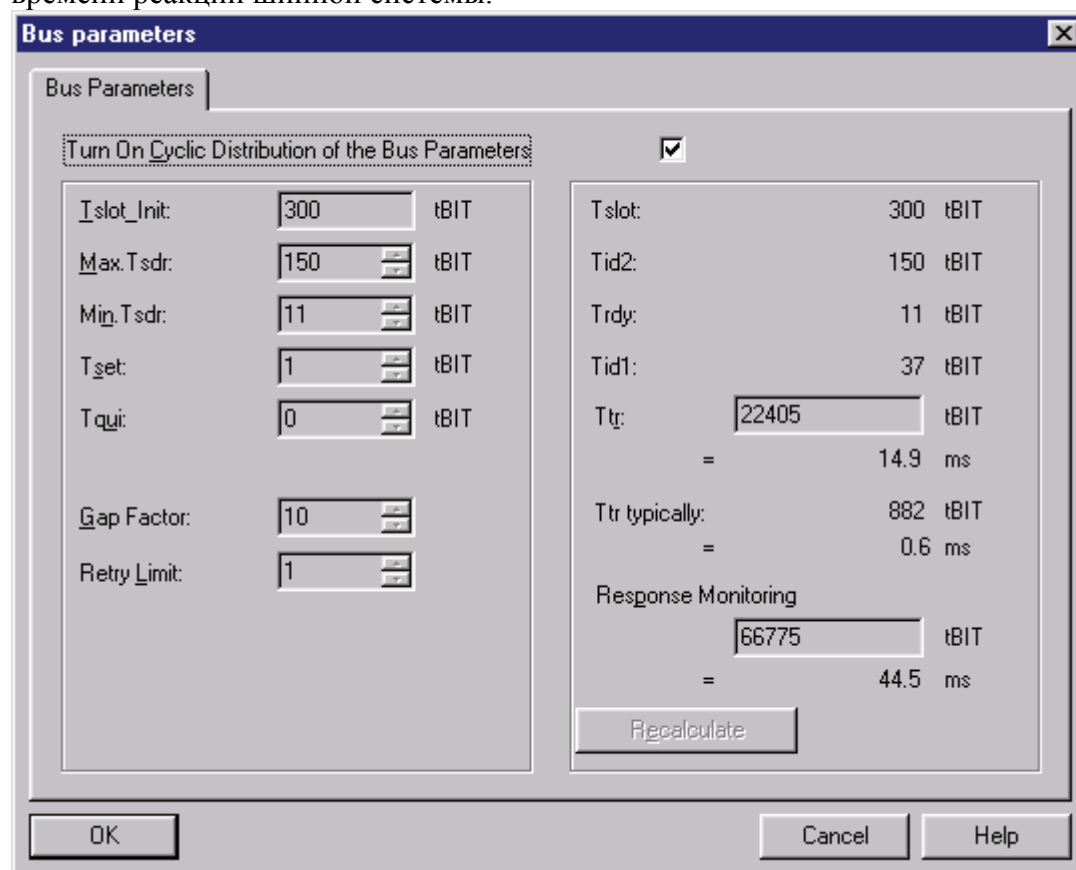 времени реакции шинной системы.
Bus parameters
Bus Parameters
Turn On Cyclic Distribution of the Bus Parameters
Tslot_Init: 300 tBIT
Max.Tsdr: 150 tBIT
Min.Tsdr: 11 tBIT
Tset: 1 tBIT
Tqui: 0 tBIT
Gap Factor: 10
Retry Limit: 1
Tslot: 300 tBIT
Tid2: 150 tBIT
Trdy: 11 tBIT
Tid1: 37 tBIT
Ttr: 22405 tBIT
= 14.9 ms
Ttr typically: 882 tBIT
= 0.6 ms
Response Monitoring
66775 tBIT
= 44.5 ms
Recalculate
OK
Cancel
Help